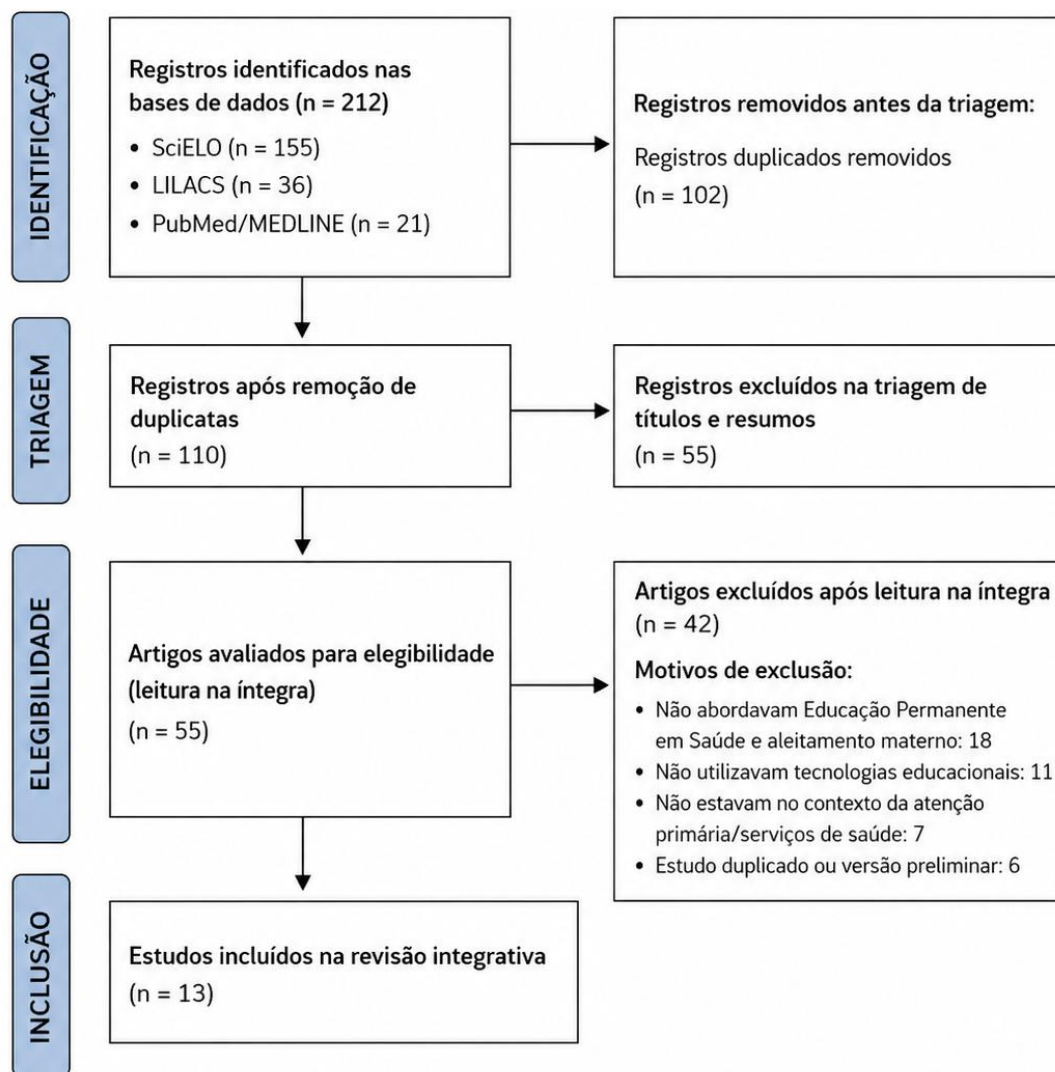 IDENTIFICAÇÃO
Registros identificados nas
bases de dados (n = 212)
• SciELO (n = 155)
• LILACS (n = 36)
• PubMed/MEDLINE (n = 21)
Registros removidos antes da triagem:
Registros duplicados removidos
(n = 102)
TRIAGEM
Registros após remoção de
duplicatas
(n = 110)
Registros excluídos na triagem de
títulos e resumos
(n = 55)
ELEGIBILIDADE
Artigos avaliados para elegibilidade
(leitura na íntegra)
(n = 55)
Artigos excluídos após leitura na íntegra
(n = 42)
Motivos de exclusão:
• Não abordavam Educação Permanente
em Saúde e aleitamento materno: 18
• Não utilizavam tecnologias educacionais: 11
• Não estavam no contexto da atenção
primária/serviços de saúde: 7
• Estudo duplicado ou versão preliminar: 6
INCLUSÃO
Estudos incluídos na revisão integrativa
(n = 13)